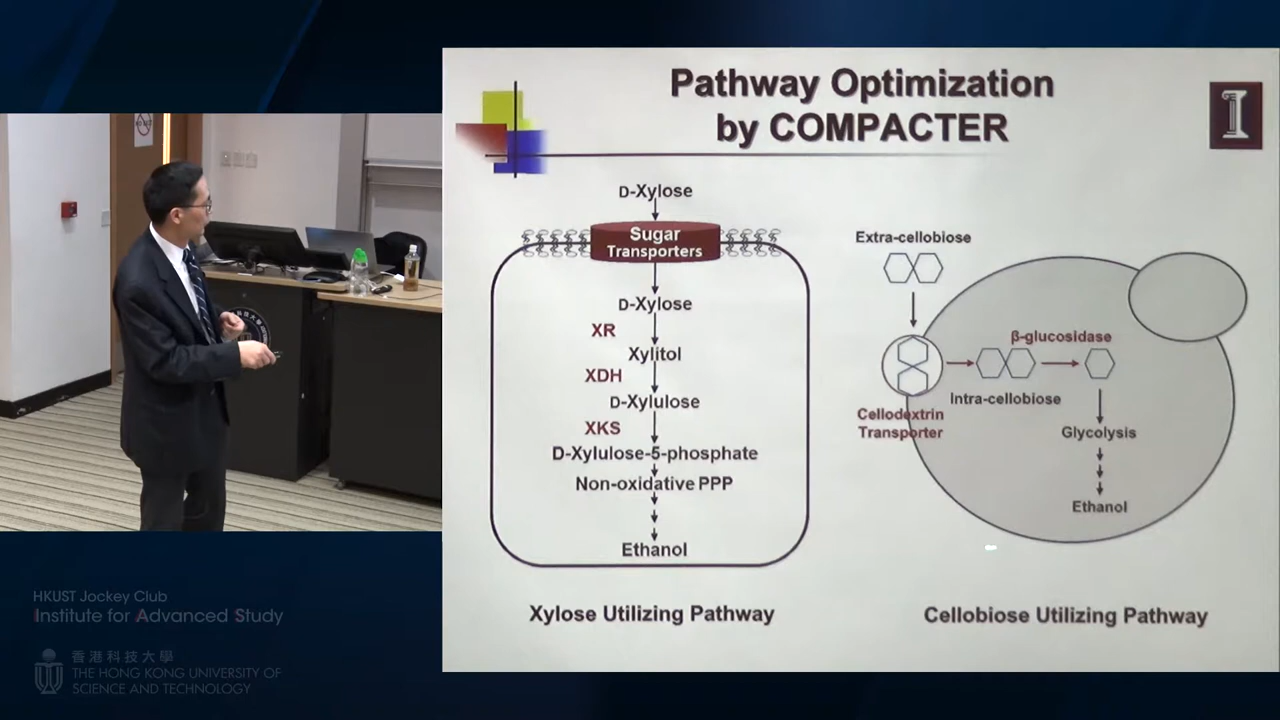 Pathway Optimization
by COMPACTER
I
D-Xylose
Sugar
Transporters
D-Xylose
XR
Xylitol
XDH
D-Xylulose
XKS
D-Xylulose-5-phosphate
Non-oxidative PPP
Ethanol
Xylose Utilizing Pathway
Extra-cellobiose
β-glucosidase
Intra-cellobiose
Cellodextrin
Transporter
Glycolysis
Ethanol
Cellobiose Utilizing Pathway
HKUST Jockey Club
Institute for Advanced Study
香港科技大學
THE HONG KONG UNIVERSITY OF
SCIENCE AND TECHNOLOGY